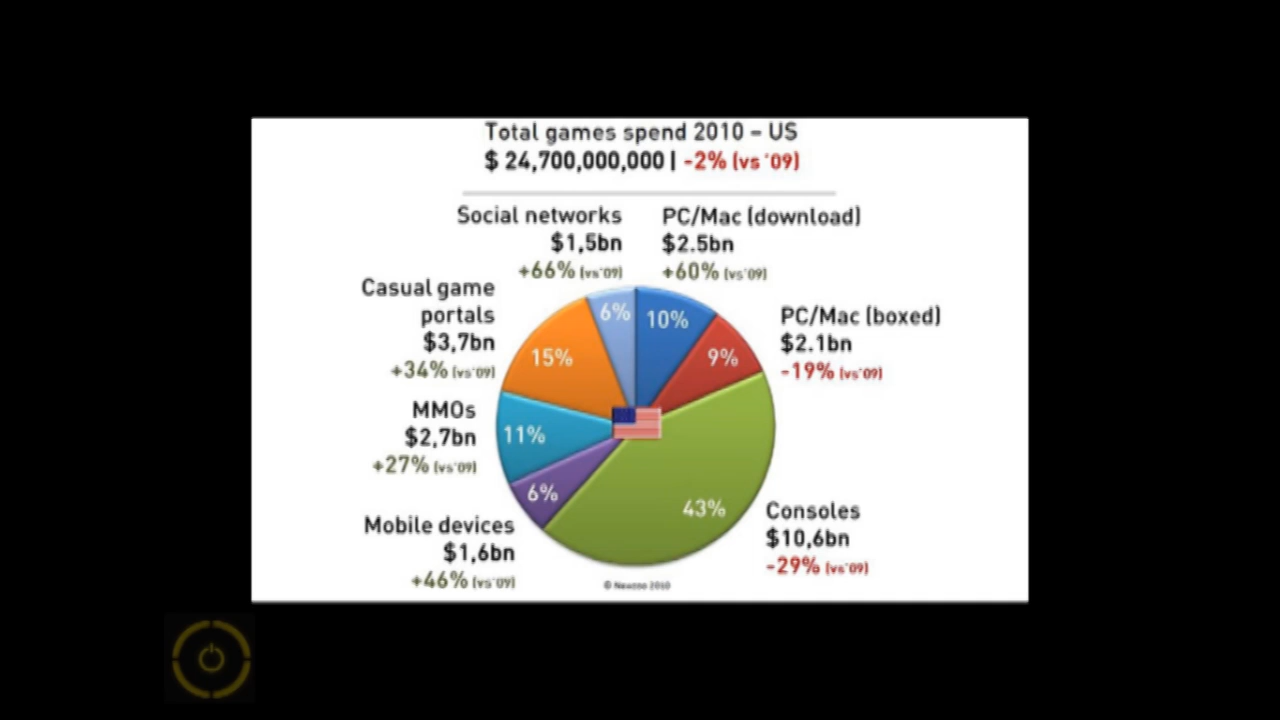 Total games spend 2010 – US
$ 24,700,000,000 | -2% (vs '09)
Social networks
$1,5bn
+66% (vs'09)
PC/Mac (download)
$2.5bn
+60% (vs'09)
Casual game
portals
$3,7bn
+34% (vs'09)
PC/Mac (boxed)
$2.1bn
-19% (vs'09)
6%
10%
15%
9%
MMOs
$2,7bn
+27% (vs'09)
11%
6%
43%
Mobile devices
$1,6bn
+46% (vs'09)
Consoles
$10,6bn
-29% (vs'09)
© Newzoo 2010